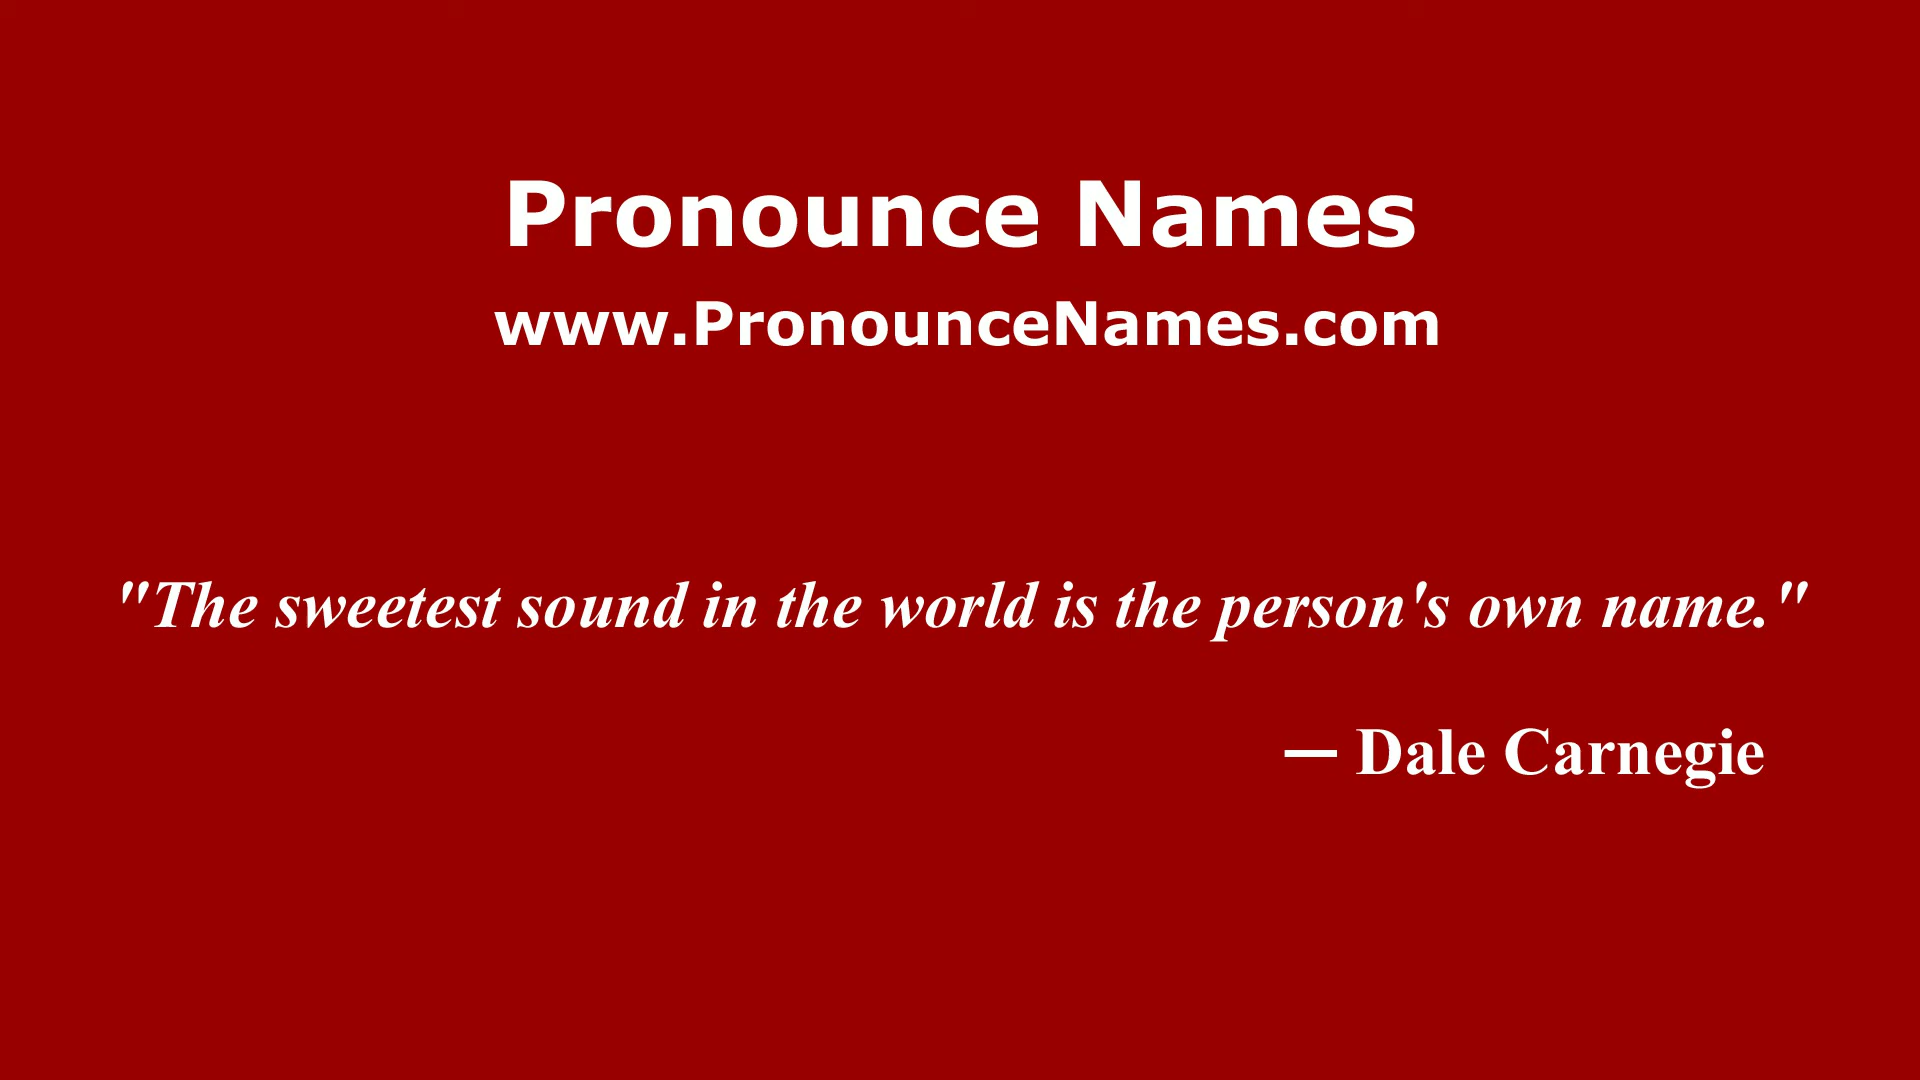 Pronounce Names
www.PronounceNames.com
"The sweetest sound in the world is the person's own name."
— Dale Carnegie